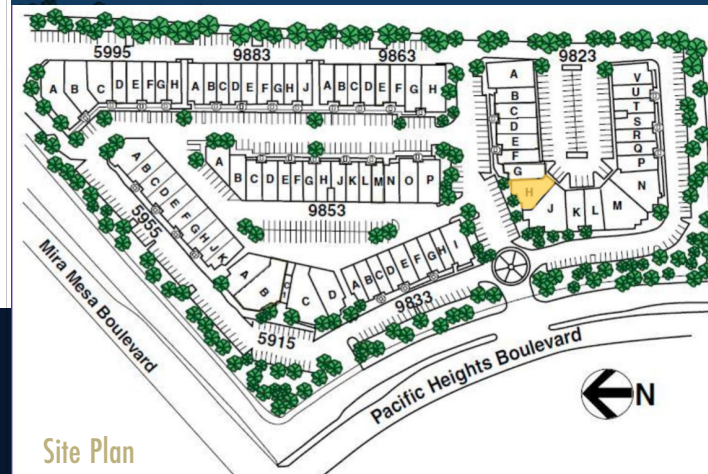 5995 9883 9863 9823
A B C D E F G H A B C D E F G H J A B C D E F G H
A
B
C
D
E
F
G
H
J K L M N
V
U
T
S
R
Q
P
A B C D E F G H J K L M N O P
9853
A B C D E F G H J K
5955
A B C D
5915
A B C D E F G H I
9833
Mira Mesa Boulevard
Pacific Heights Boulevard
N
Site Plan